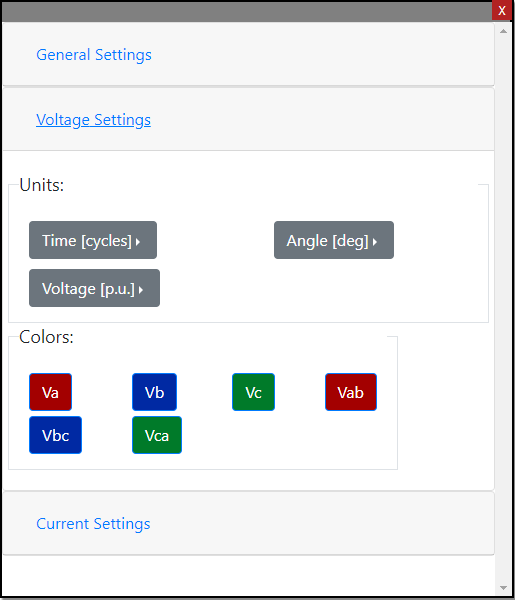 X
General Settings
Voltage Settings
Units:
Time [cycles] Angle [deg]
Voltage [p.u.]
Colors:
Va Vb Vc Vab
Vbc Vca
Current Settings